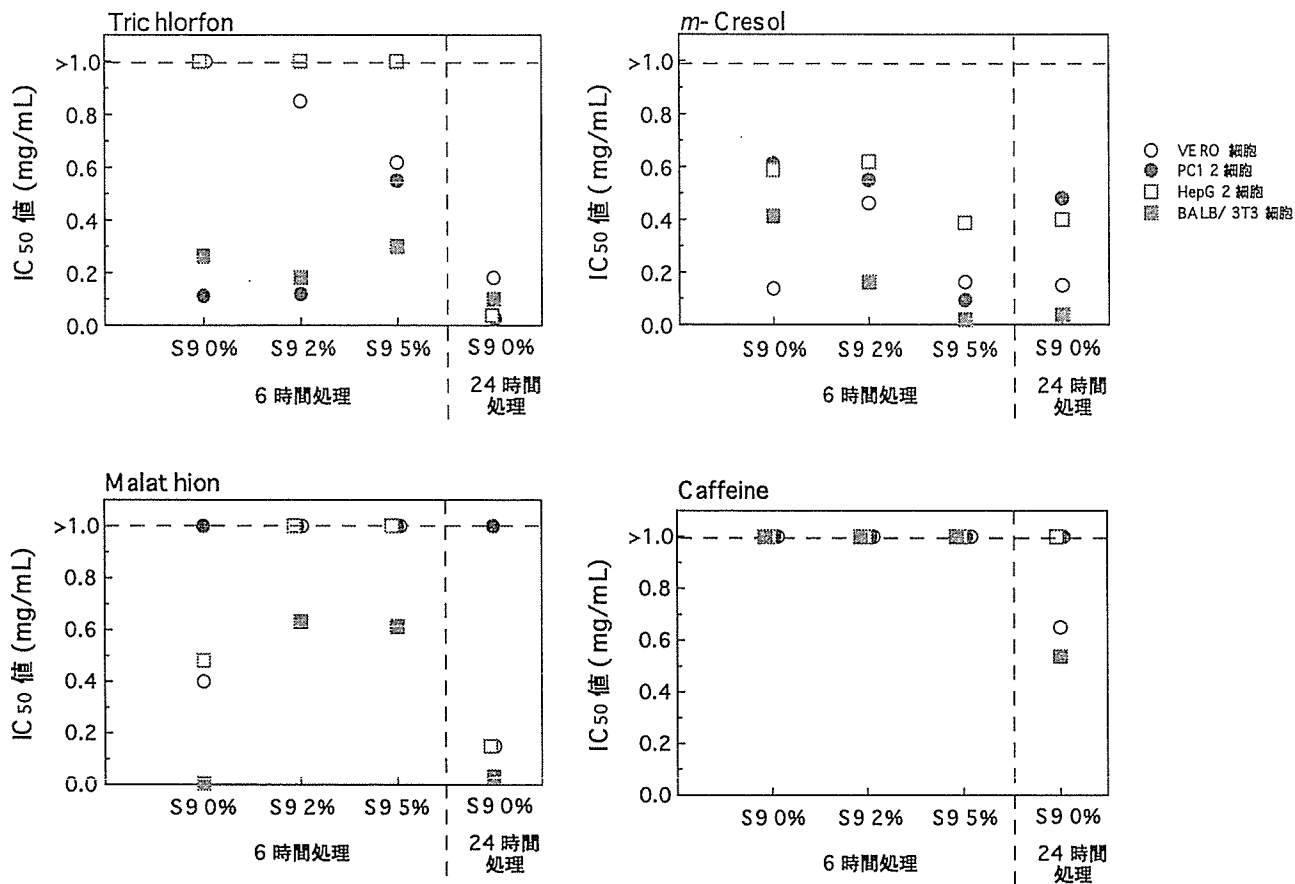 Trichlorfon
IC50 値 (mg/mL)
>1.0
0.8
0.6
0.4
0.2
0.0
S9 0%
S9 2%
S9 5%
S9 0%
6 時間処理
24 時間
処理
m-Cresol
IC50 値 (mg/mL)
>1.0
0.8
0.6
0.4
0.2
0.0
S9 0%
S9 2%
S9 5%
S9 0%
6 時間処理
24 時間
処理
VERO 細胞
PC12 細胞
HepG 2 細胞
BALB/3T3 細胞
Malathion
IC50 値 (mg/mL)
>1.0
0.8
0.6
0.4
0.2
0.0
S9 0%
S9 2%
S9 5%
S9 0%
6 時間処理
24 時間
処理
Caffeine
IC50 値 (mg/mL)
>1.0
0.8
0.6
0.4
0.2
0.0
S9 0%
S9 2%
S9 5%
S9 0%
6 時間処理
24 時間
処理